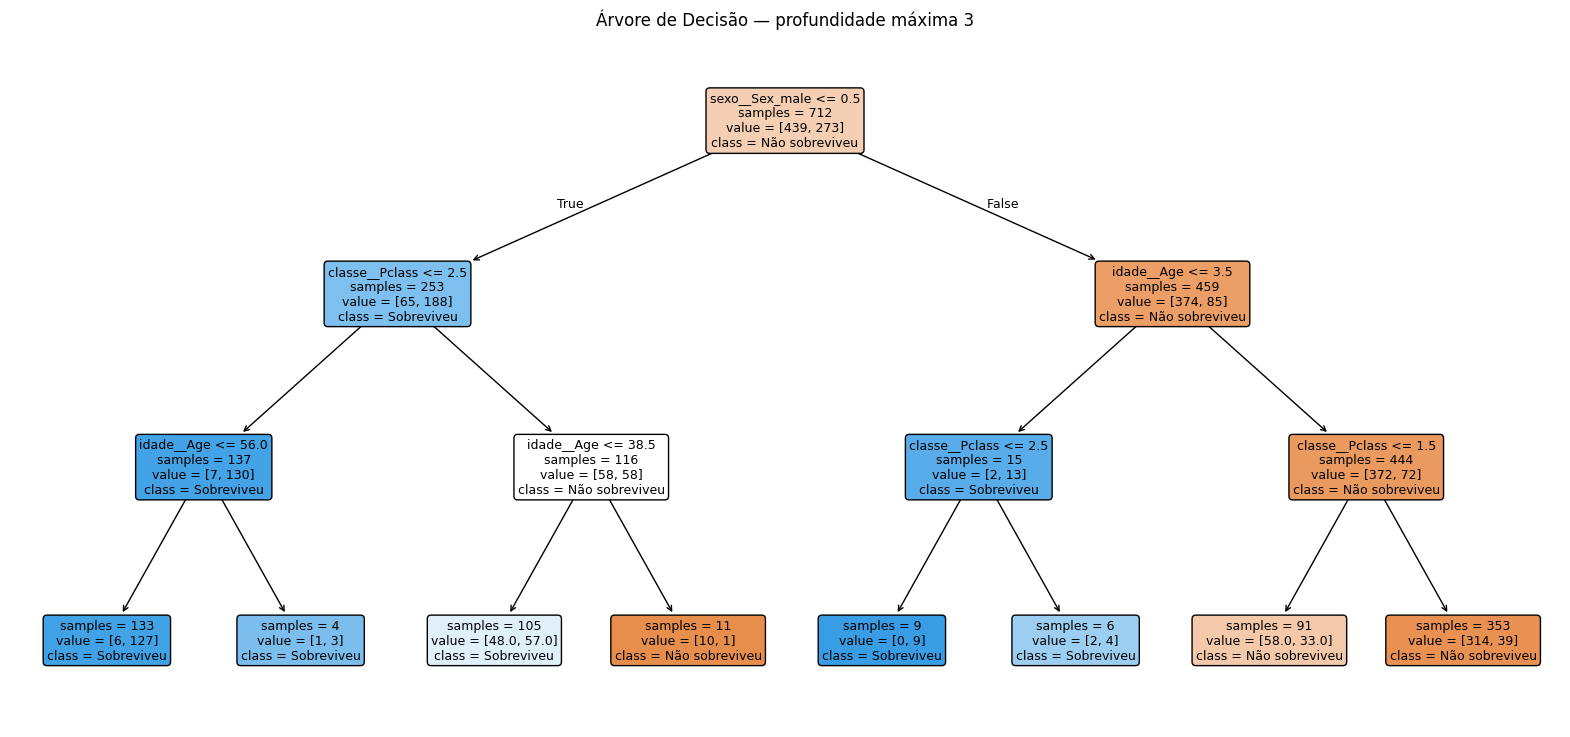 Árvore de Decisão — profundidade máxima 3
sexo__Sex_male <= 0.5
samples = 712
value = [439, 273]
class = Não sobreviveu
True
False
classe__Pclass <= 2.5
samples = 253
value = [65, 188]
class = Sobreviveu
idade__Age <= 3.5
samples = 459
value = [374, 85]
class = Não sobreviveu
idade__Age <= 56.0
samples = 137
value = [7, 130]
class = Sobreviveu
idade__Age <= 38.5
samples = 116
value = [58, 58]
class = Não sobreviveu
classe__Pclass <= 2.5
samples = 15
value = [2, 13]
class = Sobreviveu
classe__Pclass <= 1.5
samples = 444
value = [372, 72]
class = Não sobreviveu
samples = 133
value = [6, 127]
class = Sobreviveu
samples = 4
value = [1, 3]
class = Sobreviveu
samples = 105
value = [48.0, 57.0]
class = Sobreviveu
samples = 11
value = [10, 1]
class = Não sobreviveu
samples = 9
value = [0, 9]
class = Sobreviveu
samples = 6
value = [2, 4]
class = Sobreviveu
samples = 91
value = [58.0, 33.0]
class = Não sobreviveu
samples = 353
value = [314, 39]
class = Não sobreviveu